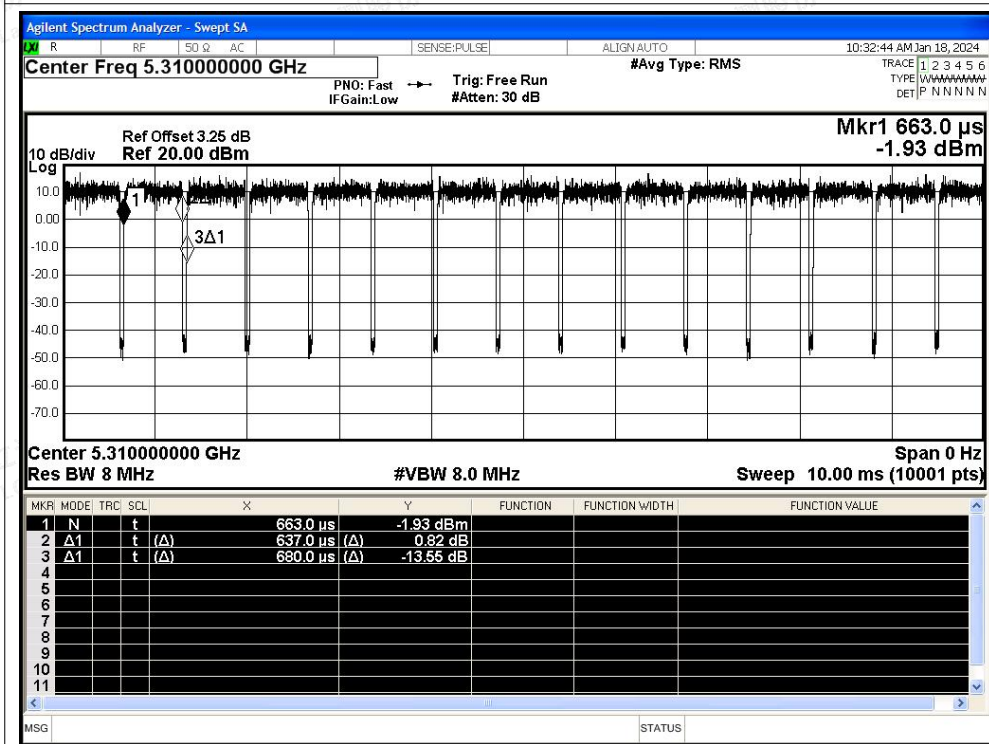 Agilent Spectrum Analyzer - Swept SA
LXI R RF 50 Ω AC SENSE:PULSE ALIGN AUTO 10:32:44 AM Jan 18, 2024
Center Freq 5.310000000 GHz #Avg Type: RMS TRACE 1 2 3 4 5 6
PNO: Fast Trig: Free Run TYPE WWWWWW
IFGain:Low #Atten: 30 dB DET P N N N N N
Mkr1 663.0 µs
Ref Offset 3.25 dB
10 dB/div Ref 20.00 dBm -1.93 dBm
Log
10.0
1
0.00
3Δ1
-10.0
-20.0
-30.0
-40.0
-50.0
-60.0
-70.0
Center 5.310000000 GHz Span 0 Hz
Res BW 8 MHz #VBW 8.0 MHz Sweep 10.00 ms (10001 pts)
MKR MODE TRC SCL X Y FUNCTION FUNCTION WIDTH FUNCTION VALUE
1 N t 663.0 µs -1.93 dBm
2 Δ1 t (Δ) 637.0 µs (Δ) 0.82 dB
3 Δ1 t (Δ) 680.0 µs (Δ) -13.55 dB
4
5
6
7
8
9
10
11
MSG STATUS